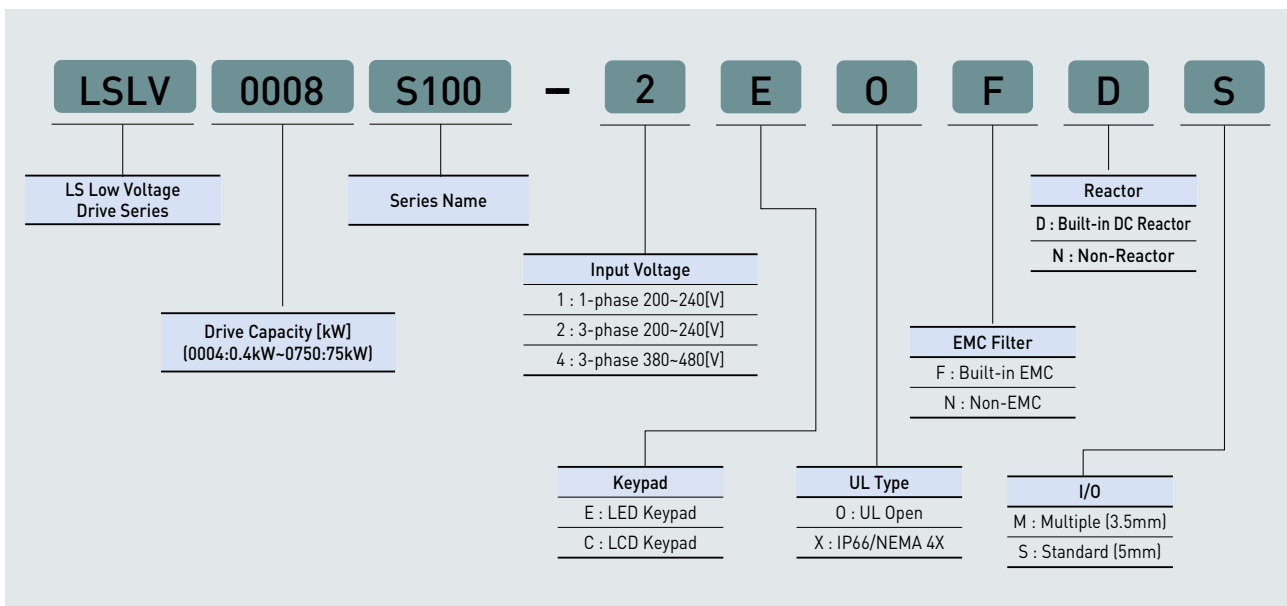 LSLV 0008 S100 - 2 E O F D S
LS Low Voltage
Drive Series
Drive Capacity [kW]
(0004:0.4kW~0750:75kW)
Series Name
Input Voltage
1 : 1-phase 200~240[V]
2 : 3-phase 200~240[V]
4 : 3-phase 380~480[V]
Keypad
E : LED Keypad
C : LCD Keypad
UL Type
O : UL Open
X : IP66/NEMA 4X
EMC Filter
F : Built-in EMC
N : Non-EMC
Reactor
D : Built-in DC Reactor
N : Non-Reactor
I/O
M : Multiple (3.5mm)
S : Standard (5mm)